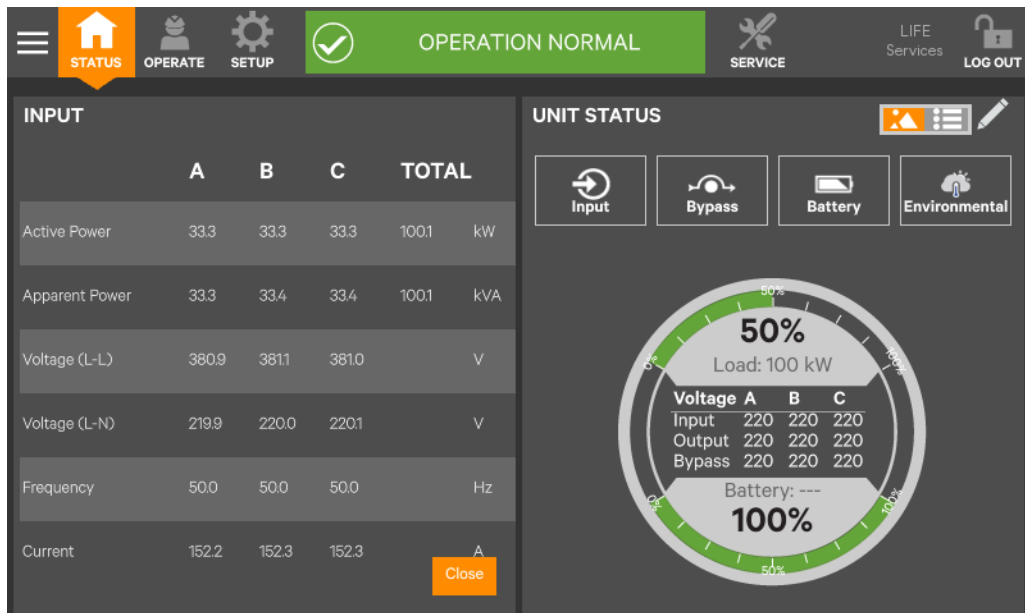 STATUS
OPERATE
SETUP
OPERATION NORMAL
SERVICE
LIFE
Services
LOG OUT
INPUT
A B C TOTAL
Active Power 33.3 33.3 33.3 100.1 kW
Apparent Power 33.3 33.4 33.4 100.1 kVA
Voltage (L-L) 380.9 381.1 381.0 V
Voltage (L-N) 219.9 220.0 220.1 V
Frequency 50.0 50.0 50.0 Hz
Current 152.2 152.3 152.3 A
Close
UNIT STATUS
Input
Bypass
Battery
Environmental
50%
0%
100%
50%
Load: 100 kW
Voltage A B C
Input 220 220 220
Output 220 220 220
Bypass 220 220 220
Battery: ---
100%
0%
100%
50%